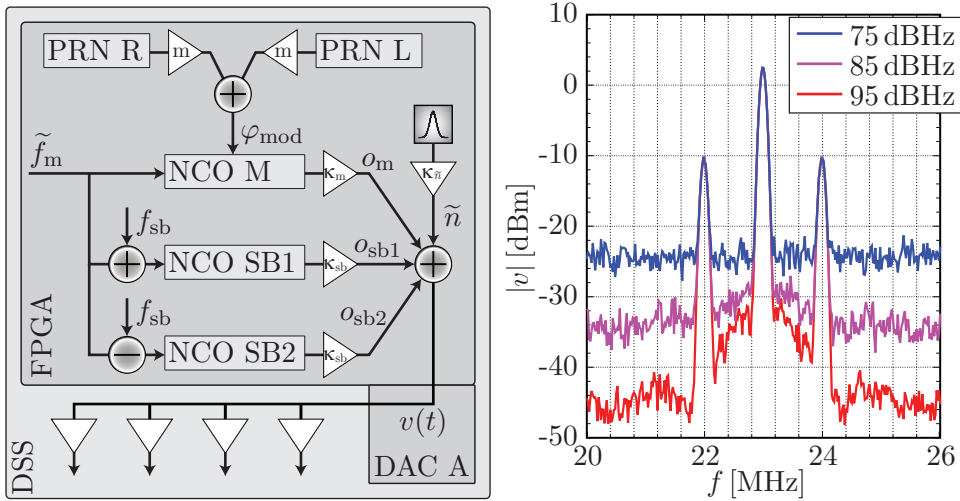 PRN R
m
m
PRN L
φmod
f̃m
NCO M
κm
om
κñ
ñ
fsb
NCO SB1
κsb
osb1
fsb
NCO SB2
κsb
osb2
FPGA
DSS
v(t)
DAC A
75 dBHz
85 dBHz
95 dBHz
|v| [dBm]
10
0
-10
-20
-30
-40
-50
20
22
24
26
f [MHz]